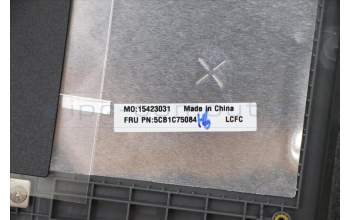 MO:15423031 Made in China
FRU PN:5CB1C75084 LCFC